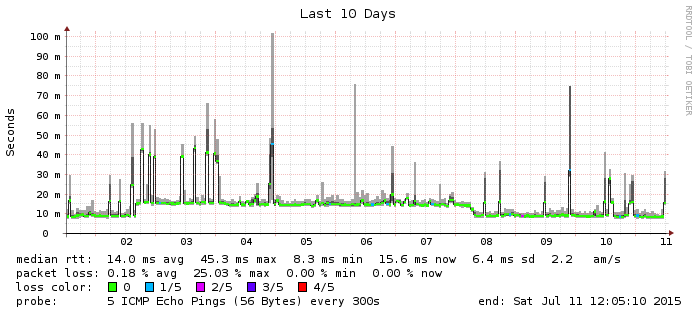 Last 10 Days
RRDTOOL / TOBI OETIKER
Seconds
100 m
90 m
80 m
70 m
60 m
50 m
40 m
30 m
20 m
10 m
0
02 03 04 05 06 07 08 09 10 11
median rtt: 14.0 ms avg 45.3 ms max 8.3 ms min 15.6 ms now 6.4 ms sd 2.2 am/s
packet loss: 0.18 % avg 25.03 % max 0.00 % min 0.00 % now
loss color: 0 1/5 2/5 3/5 4/5
probe: 5 ICMP Echo Pings (56 Bytes) every 300s end: Sat Jul 11 12:05:10 2015